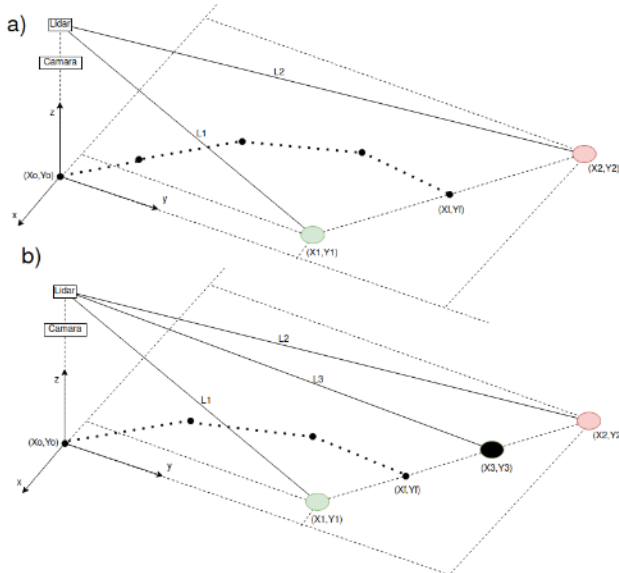 a)
Lidar
Camara
L2
z
L1
(Xo,Yo)
(X2,Y2)
y
(Xf,Yf)
x
(X1,Y1)
b)
Lidar
Camara
L2
L3
z
L1
(X2,Y2
(Xo,Yo)
y
(X3,Y3)
x
(Xf,Yf)
(X1,Y1)